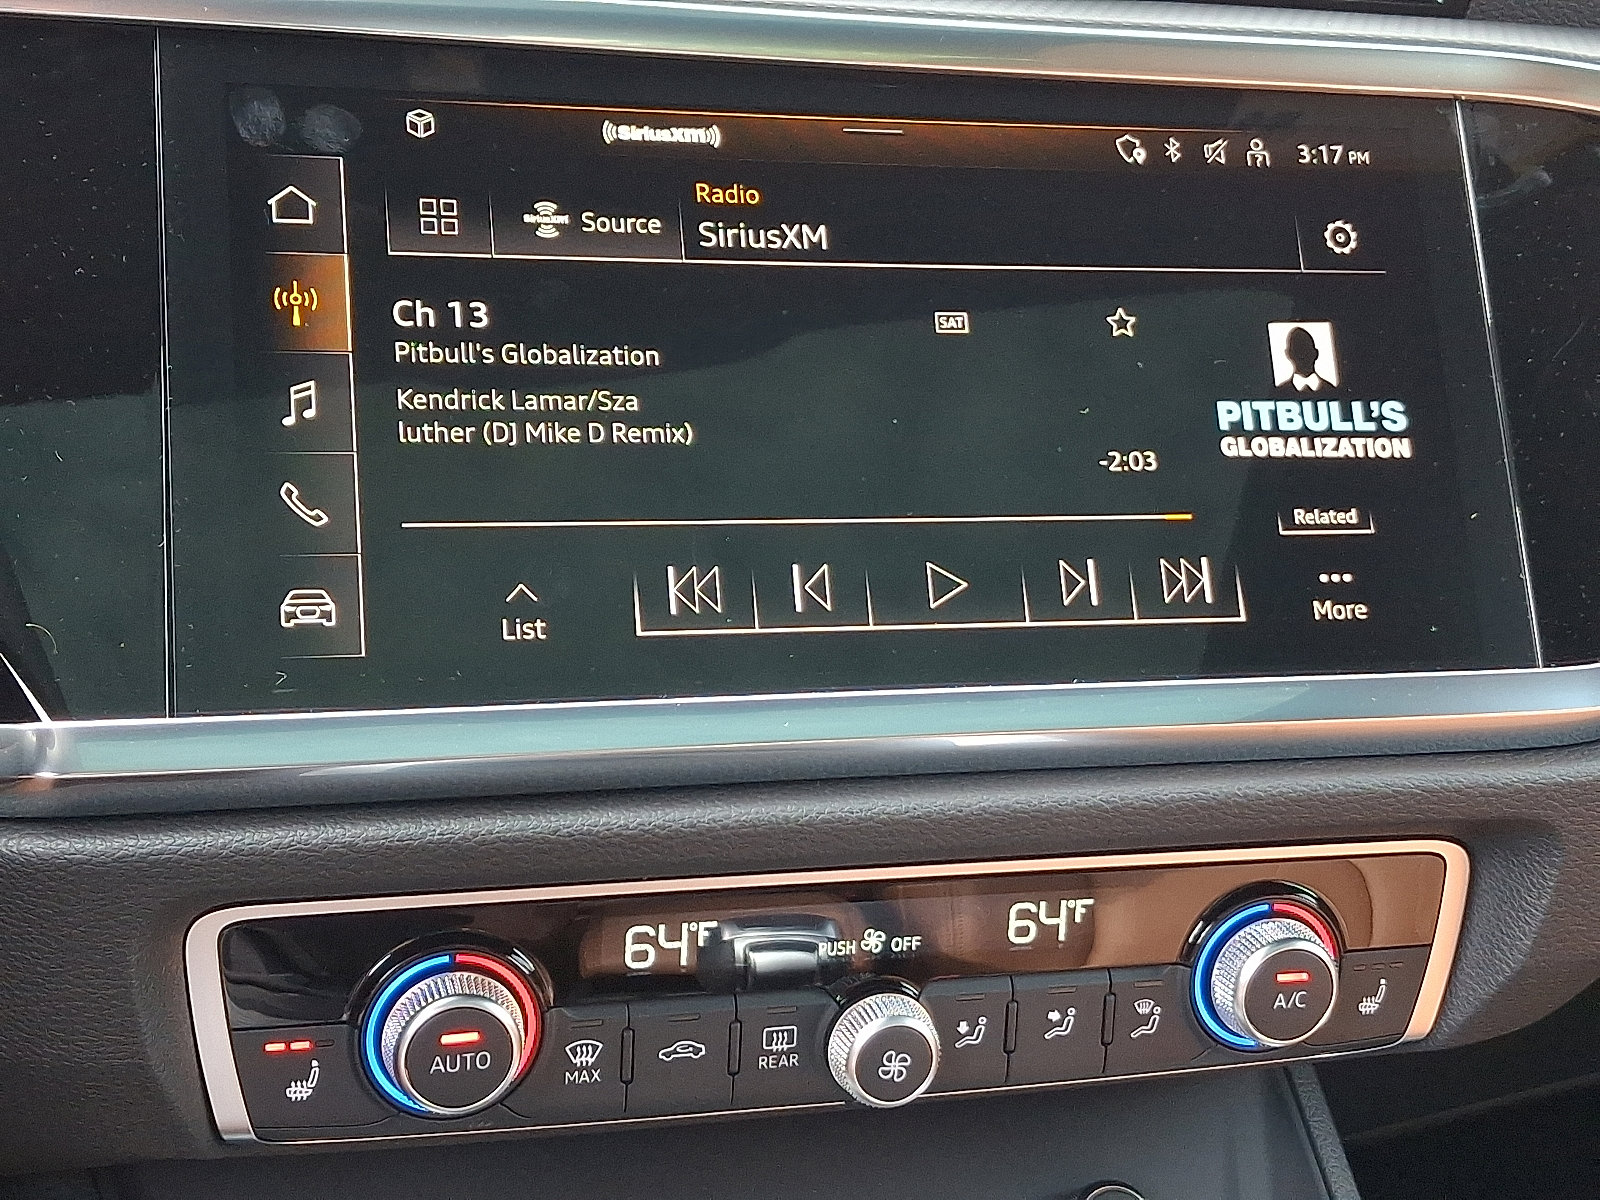 ((SiriusXM))
3:17 PM
Radio
SiriusXM
SiriusXM
Source
Ch 13
SAT
Pitbull's Globalization
Kendrick Lamar/Sza
luther (DJ Mike D Remix)
-2:03
PITBULL'S
GLOBALIZATION
Related
List
More
64°F
PUSH OFF
64°F
AUTO
MAX
REAR
A/C